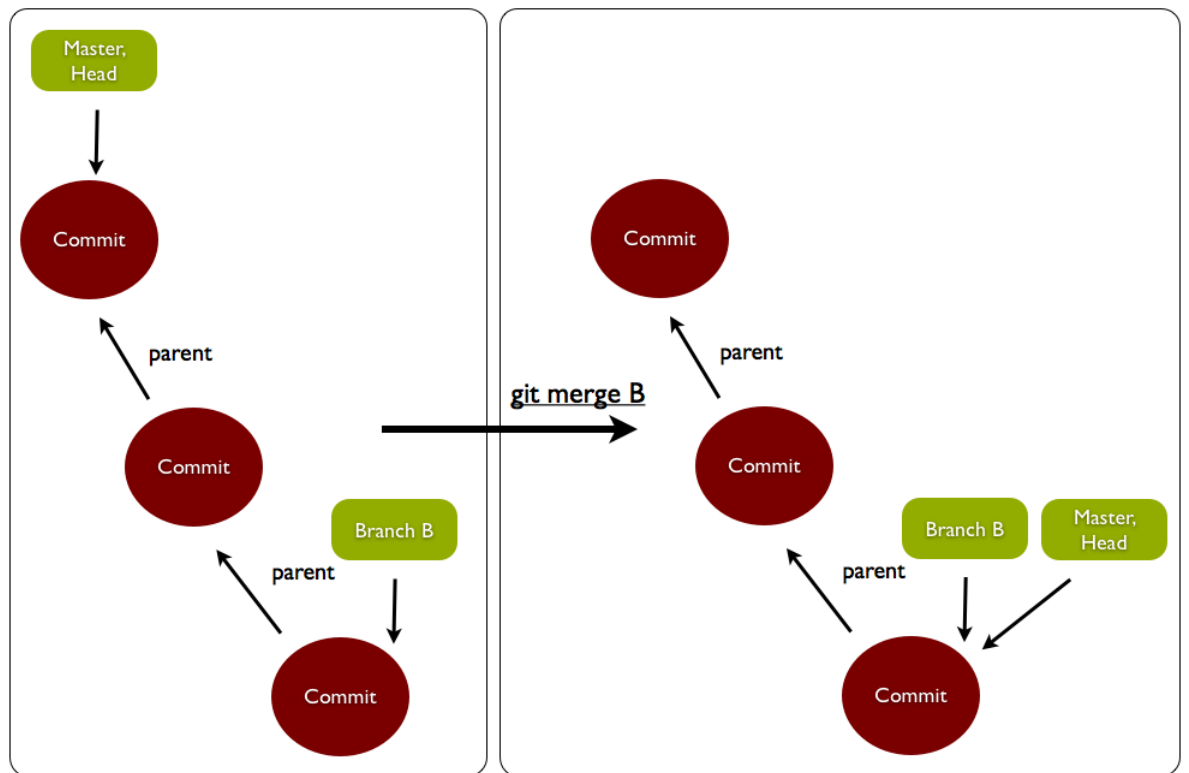 Master,
Head
Commit
parent
Commit
Branch B
parent
Commit
git merge B
Commit
parent
Commit
Branch B
Master,
Head
parent
Commit